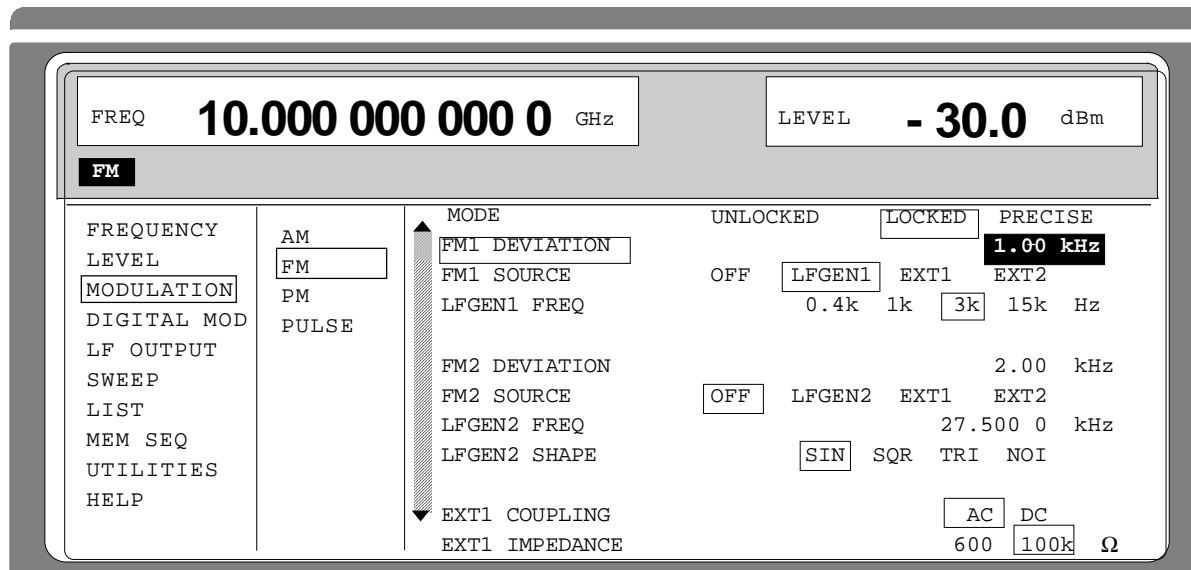 FREQ 10.000 000 000 0 GHz LEVEL - 30.0 dBm
FM
FREQUENCY
LEVEL
MODULATION
DIGITAL MOD
LF OUTPUT
SWEEP
LIST
MEM SEQ
UTILITIES
HELP
AM
FM
PM
PULSE
MODE UNLOCKED LOCKED PRECISE
FM1 DEVIATION 1.00 kHz
FM1 SOURCE OFF LFGEN1 EXT1 EXT2
LFGEN1 FREQ 0.4k 1k 3k 15k Hz
FM2 DEVIATION 2.00 kHz
FM2 SOURCE OFF LFGEN2 EXT1 EXT2
LFGEN2 FREQ 27.500 0 kHz
LFGEN2 SHAPE SIN SQR TRI NOI
EXT1 COUPLING AC DC
EXT1 IMPEDANCE 600 100k Ω